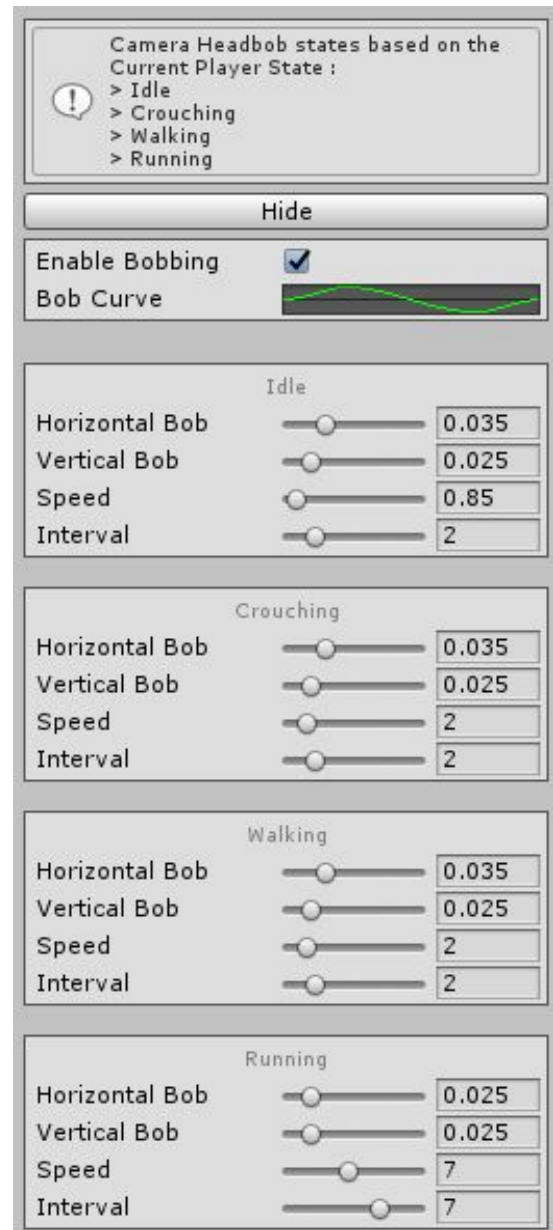 Camera Headbob states based on the
Current Player State :
> Idle
> Crouching
> Walking
> Running
Hide
Enable Bobbing
Bob Curve
Idle
Horizontal Bob 0.035
Vertical Bob 0.025
Speed 0.85
Interval 2
Crouching
Horizontal Bob 0.035
Vertical Bob 0.025
Speed 2
Interval 2
Walking
Horizontal Bob 0.035
Vertical Bob 0.025
Speed 2
Interval 2
Running
Horizontal Bob 0.025
Vertical Bob 0.025
Speed 7
Interval 7